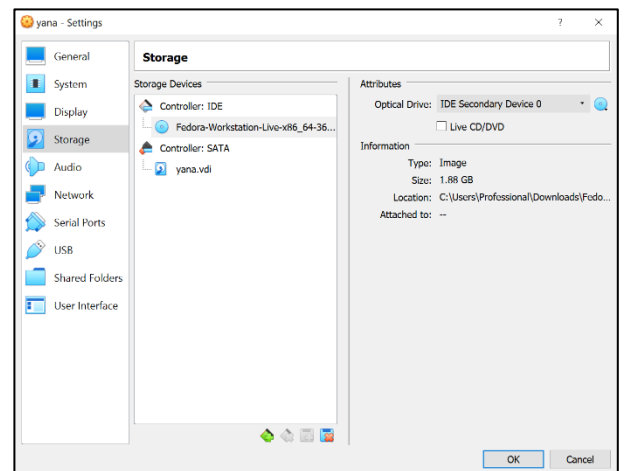 yana - Settings
? ×
General
System
Display
Storage
Audio
Network
Serial Ports
USB
Shared Folders
User Interface
Storage
Storage Devices
Controller: IDE
Fedora-Workstation-Live-x86_64-36...
Controller: SATA
yana.vdi
Attributes
Optical Drive: IDE Secondary Device 0
Live CD/DVD
Information
Type: Image
Size: 1.88 GB
Location: C:\Users\Professional\Downloads\Fedo...
Attached to: --
OK Cancel